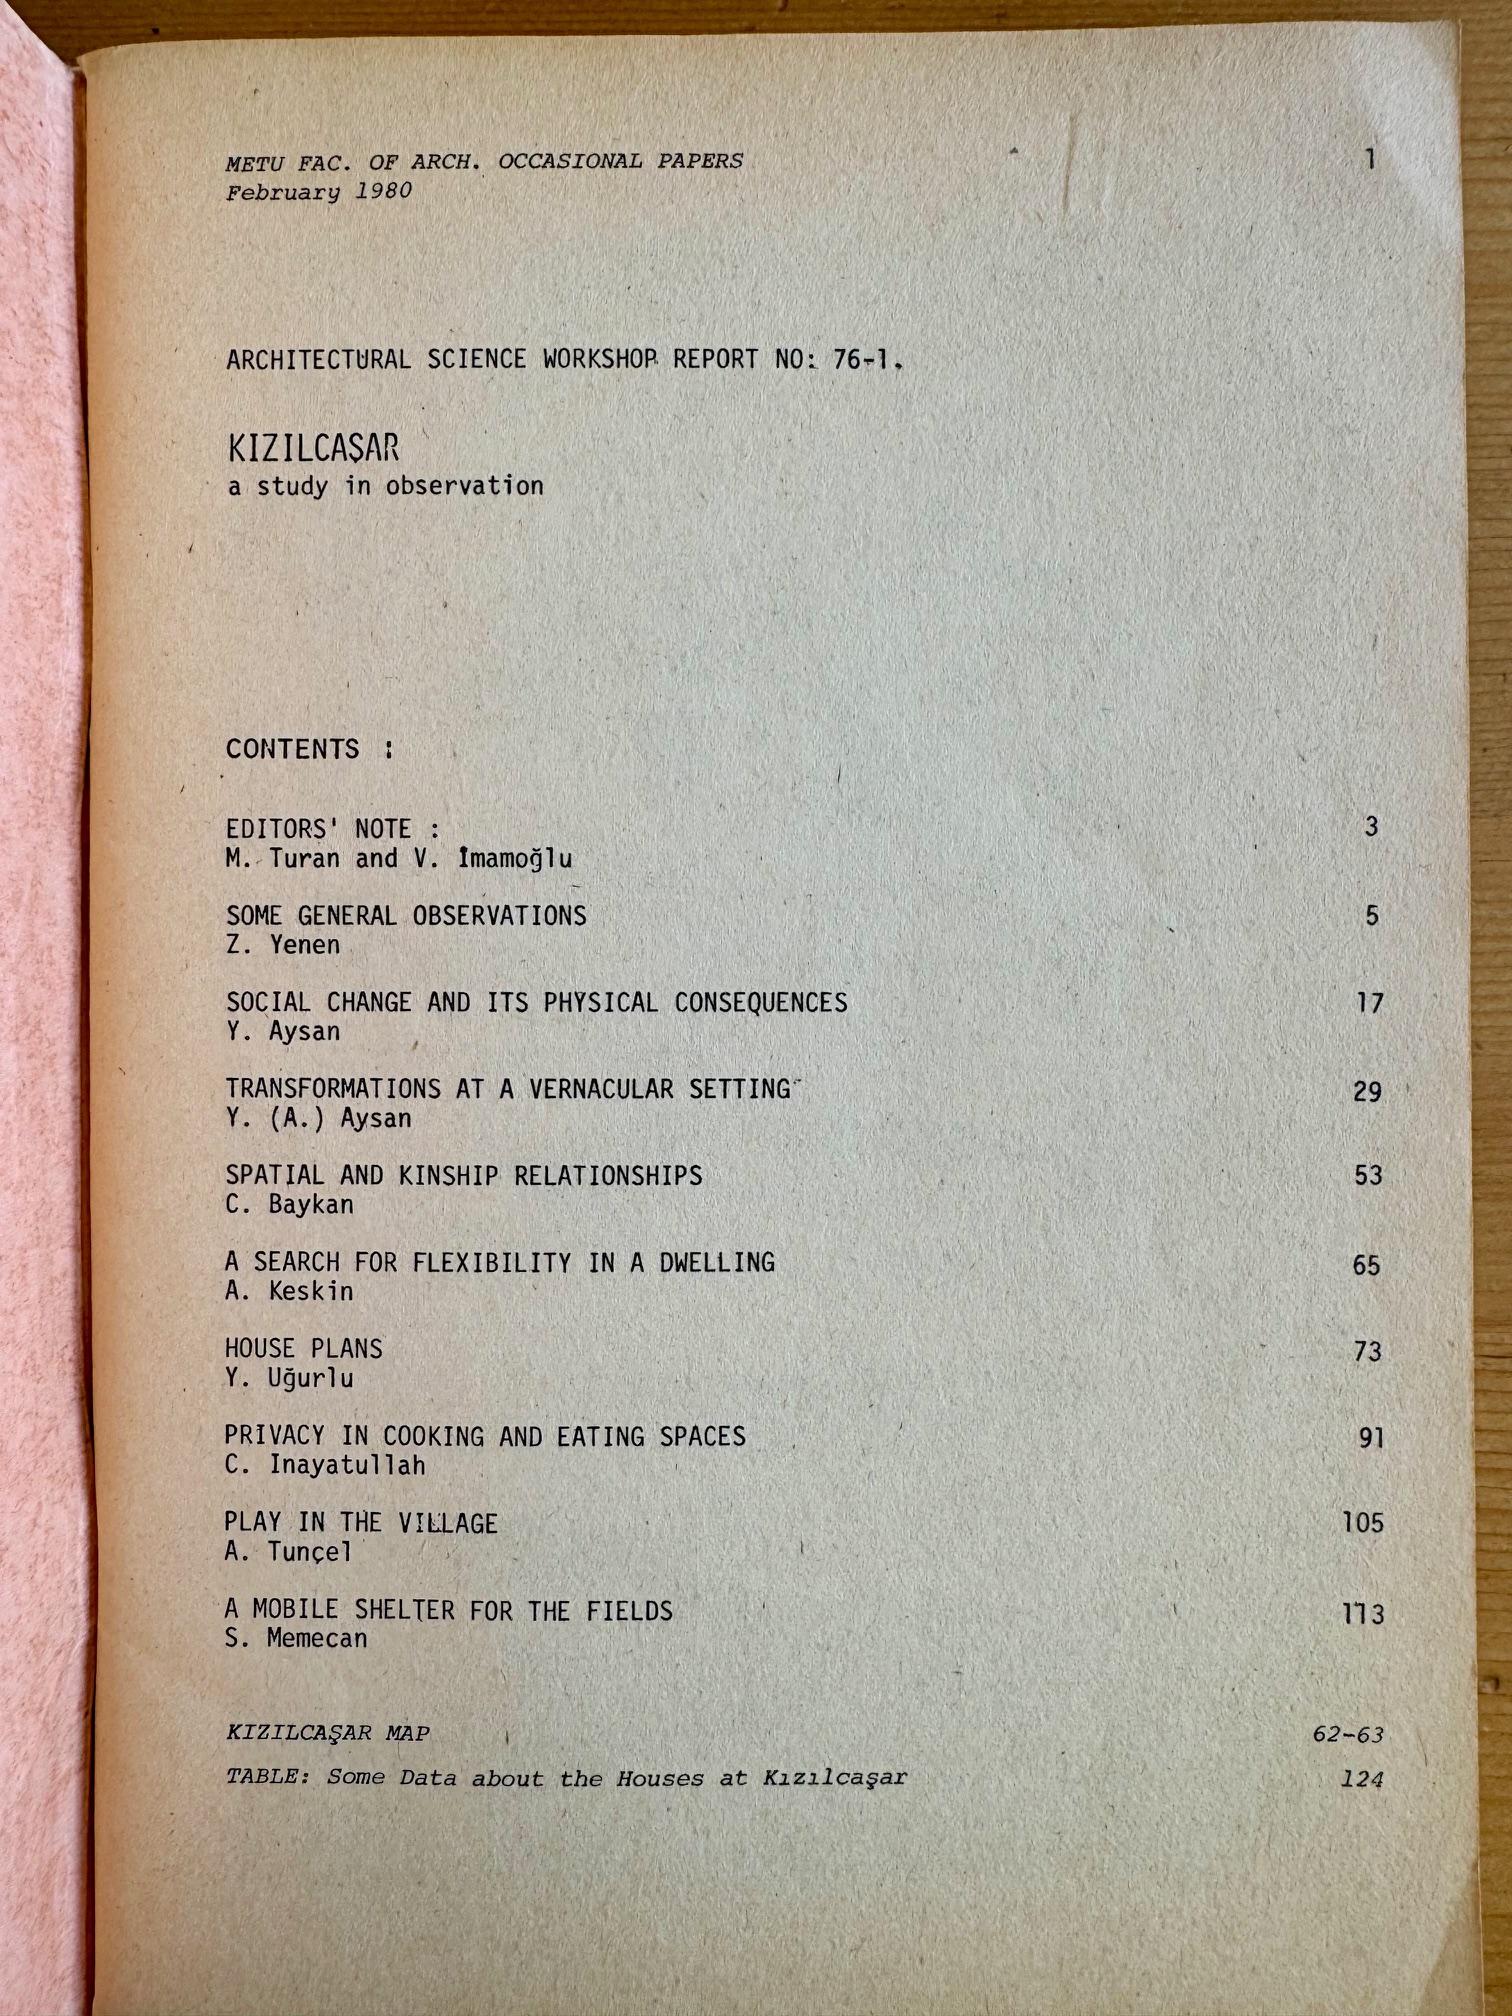 METU FAC. OF ARCH. OCCASIONAL PAPERS 1
February 1980
ARCHITECTURAL SCIENCE WORKSHOP REPORT NO: 76-1.
KIZILCAŞAR
a study in observation
CONTENTS :
EDITORS' NOTE : 3
M. Turan and V. İmamoğlu
SOME GENERAL OBSERVATIONS 5
Z. Yenen
SOCIAL CHANGE AND ITS PHYSICAL CONSEQUENCES 17
Y. Aysan
TRANSFORMATIONS AT A VERNACULAR SETTING 29
Y. (A.) Aysan
SPATIAL AND KINSHIP RELATIONSHIPS 53
C. Baykan
A SEARCH FOR FLEXIBILITY IN A DWELLING 65
A. Keskin
HOUSE PLANS 73
Y. Uğurlu
PRIVACY IN COOKING AND EATING SPACES 91
C. Inayatullah
PLAY IN THE VILLAGE 105
A. Tunçel
A MOBILE SHELTER FOR THE FIELDS 113
S. Memecan
KIZILCAŞAR MAP 62-63
TABLE: Some Data about the Houses at Kızılcaşar 124